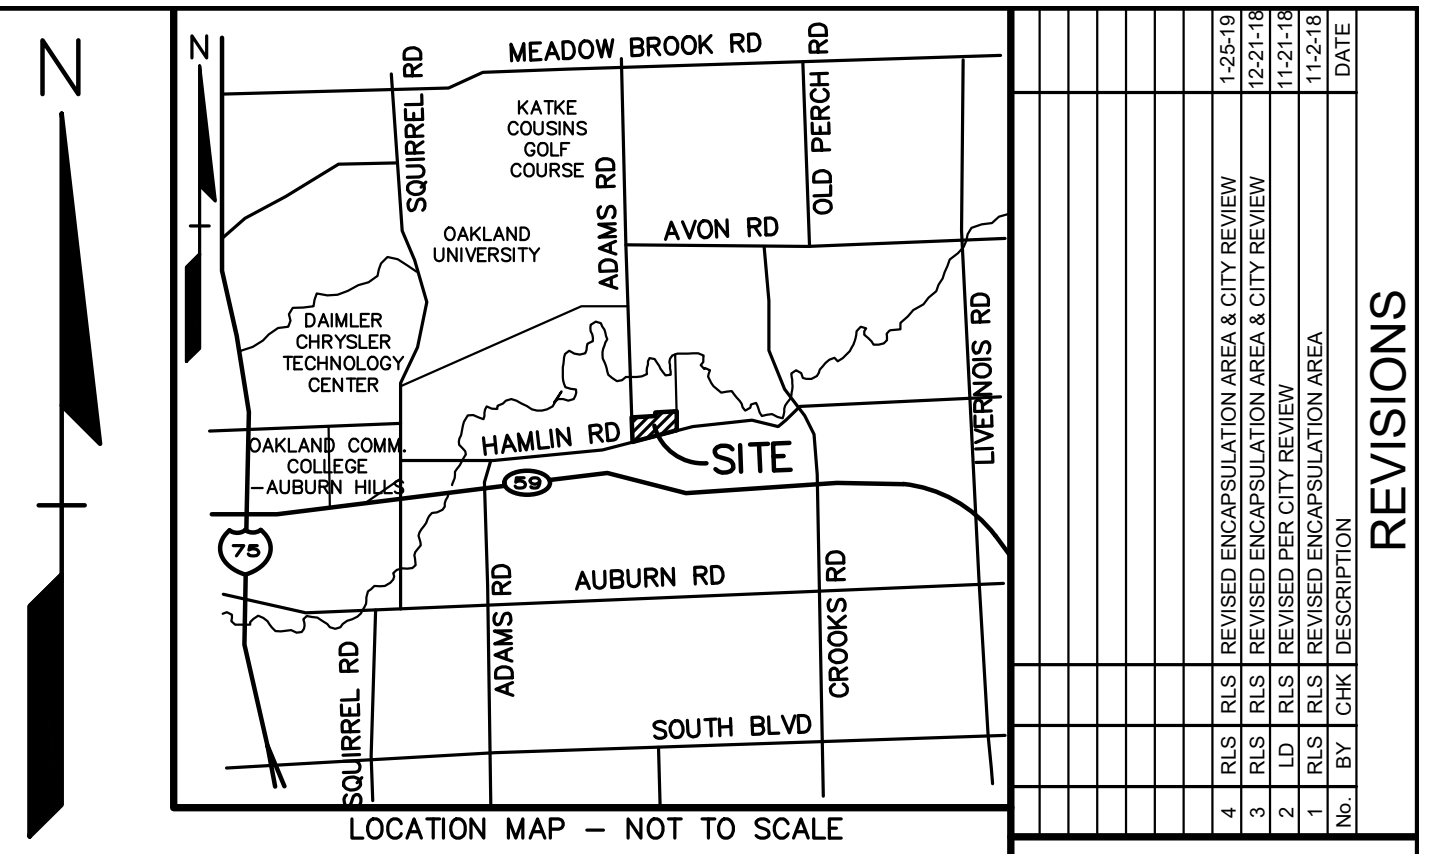 N
N
MEADOW BROOK RD
SQUIRREL RD
OLD PERCH RD
KATKE
COUSINS
GOLF
COURSE
ADAMS RD
OAKLAND
UNIVERSITY
AVON RD
DAIMLER
CHRYSLER
TECHNOLOGY
CENTER
LIVERNOIS RD
OAKLAND COMM.
COLLEGE
-AUBURN HILLS
HAMLIN RD
SITE
59
75
AUBURN RD
ADAMS RD
CROOKS RD
SQUIRREL RD
SOUTH BLVD
LOCATION MAP - NOT TO SCALE
4 RLS RLS REVISED ENCAPSULATION AREA & CITY REVIEW 1-25-19
3 RLS RLS REVISED ENCAPSULATION AREA & CITY REVIEW 12-21-18
2 LD RLS REVISED PER CITY REVIEW 11-21-18
1 RLS RLS REVISED ENCAPSULATION AREA 11-2-18
No. BY CHK DESCRIPTION DATE
REVISIONS